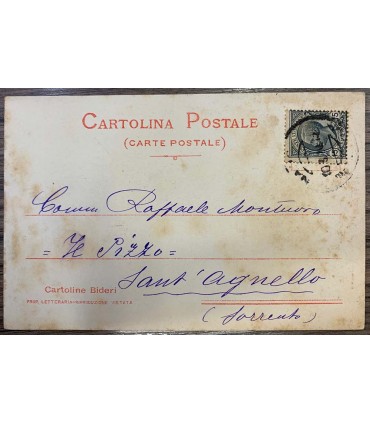 CARTOLINA POSTALE
(CARTE POSTALE)
Comm Raffaele Montuoro
= Il Pizzo =
Sant'Agnello
Cartoline Bideri
(Sorrento)